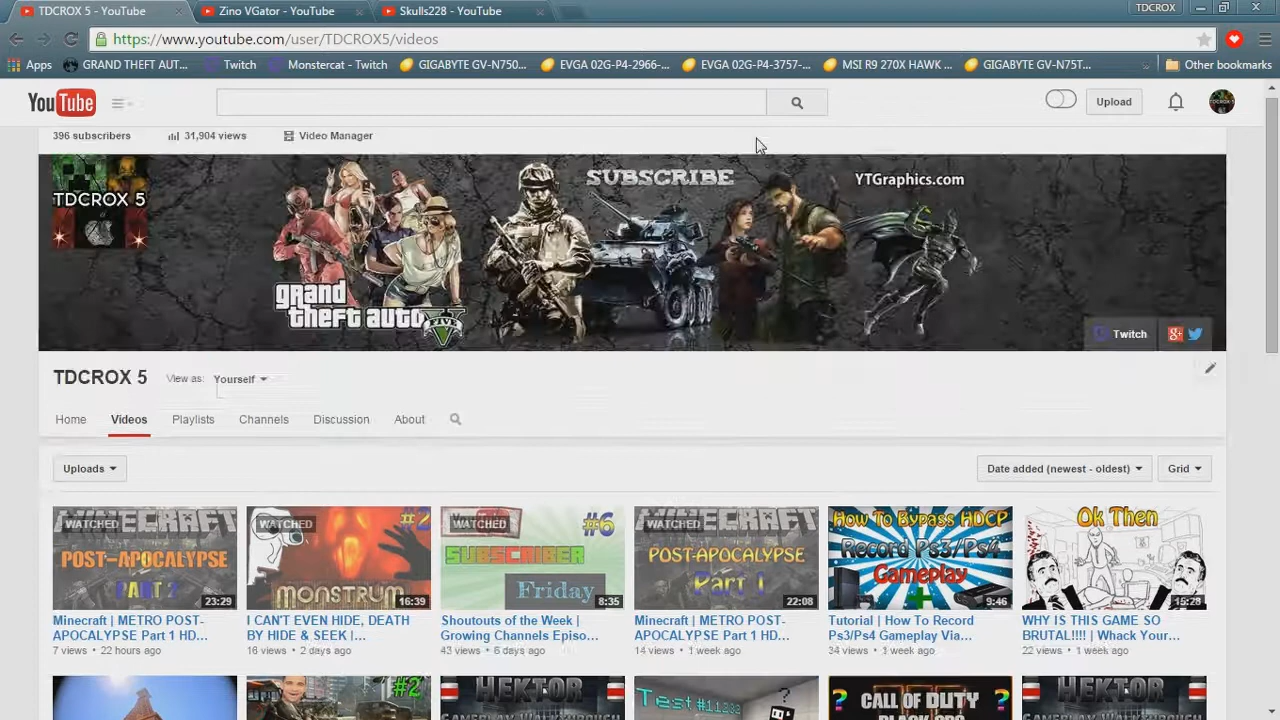 TDCROX 5 - YouTube
Zino VGator - YouTube
Skulls228 - YouTube
TDCROX
https://www.youtube.com/user/TDCROX5/videos
Apps
GRAND THEFT AUT...
Twitch
Monstercat - Twitch
GIGABYTE GV-N750...
EVGA 02G-P4-2966-...
EVGA 02G-P4-3757-...
MSI R9 270X HAWK ...
GIGABYTE GV-N75T...
Other bookmarks
YouTube
Upload
396 subscribers
31,904 views
Video Manager
TDCROX 5
SUBSCRIBE
YTGraphics.com
grand
theft auto
FIVE
Twitch
TDCROX 5
View as:
Yourself
Home
Videos
Playlists
Channels
Discussion
About
Uploads
Date added (newest - oldest)
Grid
WATCHED
MINECRAFT
POST-APOCALYPSE
PART 2
23:29
WATCHED
#2
MONSTRUM
16:39
WATCHED
#6
SUBSCRIBER
Friday
8:35
WATCHED
MINECRAFT
POST-APOCALYPSE
Part 1
22:08
How To Bypass HDCP
Record Ps3/Ps4
Gameplay
9:46
Ok Then
15:28
Minecraft | METRO POST-
APOCALYPSE Part 1 HD...
7 views • 22 hours ago
I CAN'T EVEN HIDE, DEATH
BY HIDE & SEEK |...
16 views • 2 days ago
Shoutouts of the Week |
Growing Channels Episo...
43 views • 6 days ago
Minecraft | METRO POST-
APOCALYPSE Part 1 HD...
14 views • 1 week ago
Tutorial | How To Record
Ps3/Ps4 Gameplay Via...
34 views • 1 week ago
WHY IS THIS GAME SO
BRUTAL!!!! | Whack Your...
22 views • 1 week ago
#2
HEKTOR
Test
CALL OF DUTY
HEKTOR